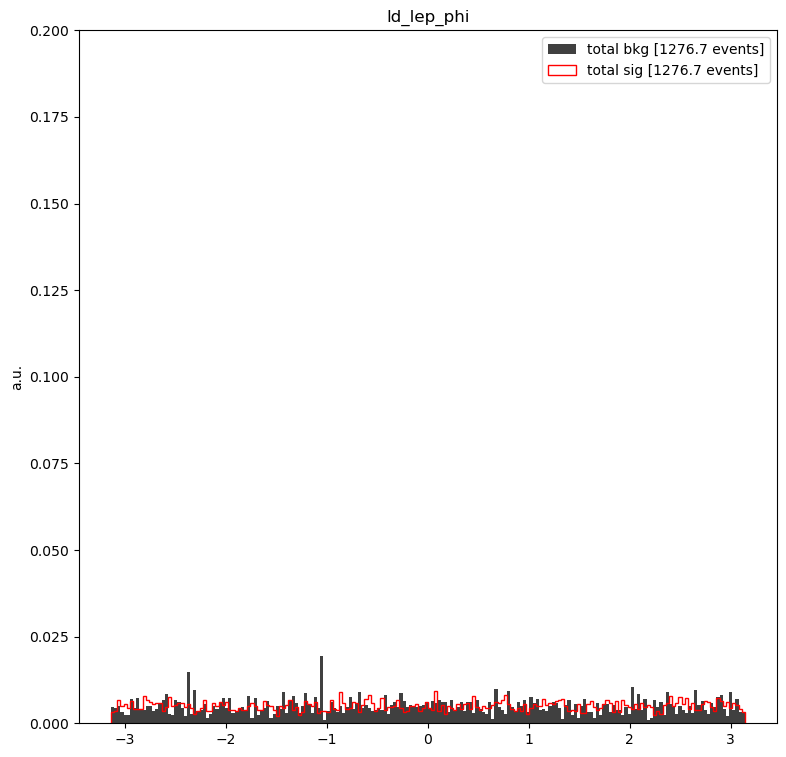 ld_lep_phi
total bkg [1276.7 events]
total sig [1276.7 events]
a.u.
0.200
0.175
0.150
0.125
0.100
0.075
0.050
0.025
0.000
−3 −2 −1 0 1 2 3